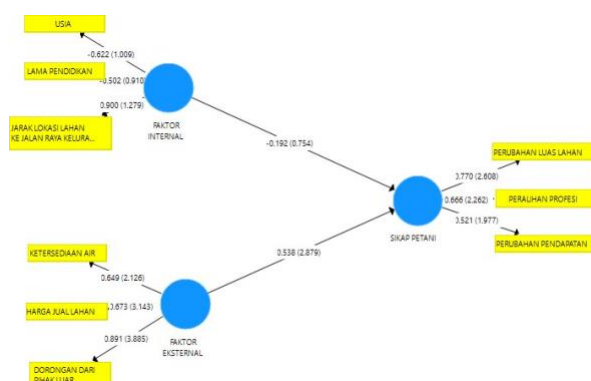 USIA
-0.622 (1.009)
LAMA PENDIDIKAN
-0.502 (0.910)
0.900 (1.279)
JARAK LOKASI LAHAN
KE JALAN RAYA KELURA...
FAKTOR
INTERNAL
-0.192 (0.754)
PERUBAHAN LUAS LAHAN
0.770 (2.608)
0.666 (2.262)
PERALIHAN PROFESI
0.521 (1.977)
PERUBAHAN PENDAPATAN
SIKAP PETANI
0.538 (2.879)
KETERSEDIAAN AIR
0.649 (2.126)
HARGA JUAL LAHAN
0.673 (3.143)
0.891 (3.885)
FAKTOR
EKSTERNAL
DORONGAN DARI
PIHAK LUAR